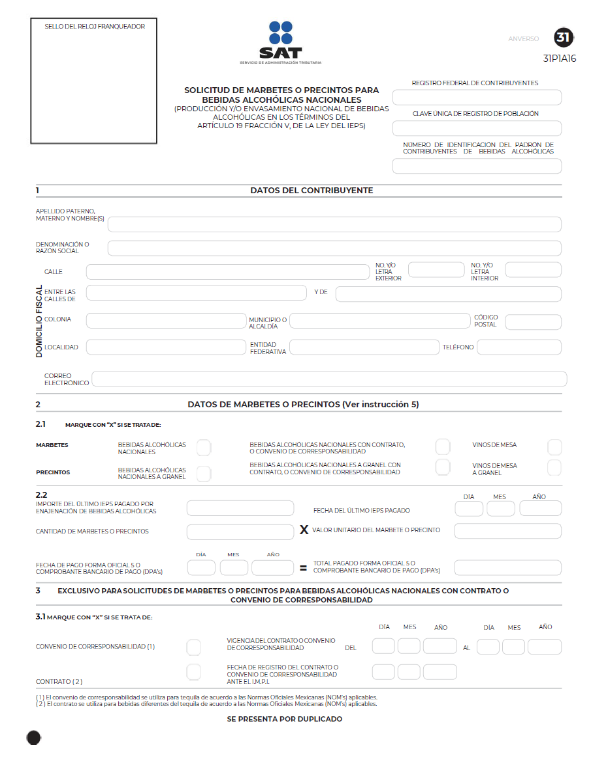 SELLO DEL RELOJ FRANQUEADOR
SAT
SERVICIO DE ADMINISTRACIÓN TRIBUTARIA
ANVERSO
31
31P1A16
SOLICITUD DE MARBETES O PRECINTOS PARA
BEBIDAS ALCOHÓLICAS NACIONALES
(PRODUCCIÓN Y/O ENVASAMIENTO NACIONAL DE BEBIDAS
ALCOHÓLICAS EN LOS TÉRMINOS DEL
ARTÍCULO 19 FRACCIÓN V, DE LA LEY DEL IEPS)
REGISTRO FEDERAL DE CONTRIBUYENTES
CLAVE ÚNICA DE REGISTRO DE POBLACIÓN
NÚMERO DE IDENTIFICACIÓN DEL PADRÓN DE
CONTRIBUYENTES DE BEBIDAS ALCOHÓLICAS
1 DATOS DEL CONTRIBUYENTE
APELLIDO PATERNO,
MATERNO Y NOMBRE(S)
DENOMINACIÓN O
RAZÓN SOCIAL
DOMICILIO FISCAL
CALLE
NO. Y/O
LETRA
EXTERIOR
NO. Y/O
LETRA
INTERIOR
ENTRE LAS
CALLES DE
Y DE
COLONIA
MUNICIPIO O
ALCALDÍA
CÓDIGO
POSTAL
LOCALIDAD
ENTIDAD
FEDERATIVA
TELÉFONO
CORREO
ELECTRÓNICO
2 DATOS DE MARBETES O PRECINTOS (Ver instrucción 5)
2.1 MARQUE CON "X" SI SE TRATA DE:
MARBETES
BEBIDAS ALCOHÓLICAS
NACIONALES
BEBIDAS ALCOHÓLICAS NACIONALES CON CONTRATO,
O CONVENIO DE CORRESPONSABILIDAD
VINOS DE MESA
PRECINTOS
BEBIDAS ALCOHÓLICAS
NACIONALES A GRANEL
BEBIDAS ALCOHÓLICAS NACIONALES A GRANEL CON
CONTRATO, O CONVENIO DE CORRESPONSABILIDAD
VINOS DE MESA
A GRANEL
2.2
IMPORTE DEL ÚLTIMO IEPS PAGADO POR
ENAJENACIÓN DE BEBIDAS ALCOHÓLICAS
FECHA DEL ÚLTIMO IEPS PAGADO
DÍA MES AÑO
CANTIDAD DE MARBETES O PRECINTOS
X VALOR UNITARIO DEL MARBETE O PRECINTO
DÍA MES AÑO
FECHA DE PAGO FORMA OFICIAL 5 O
COMPROBANTE BANCARIO DE PAGO (DPA's)
= TOTAL PAGADO FORMA OFICIAL 5 O
COMPROBANTE BANCARIO DE PAGO (DPA's)
3 EXCLUSIVO PARA SOLICITUDES DE MARBETES O PRECINTOS PARA BEBIDAS ALCOHÓLICAS NACIONALES CON CONTRATO O
CONVENIO DE CORRESPONSABILIDAD
3.1 MARQUE CON "X" SI SE TRATA DE:
DÍA MES AÑO DÍA MES AÑO
CONVENIO DE CORRESPONSABILIDAD (1)
VIGENCIA DEL CONTRATO O CONVENIO
DE CORRESPONSABILIDAD
DEL
AL
CONTRATO (2)
FECHA DE REGISTRO DEL CONTRATO O
CONVENIO DE CORRESPONSABILIDAD
ANTE EL I.M.P.I.
(1) El convenio de corresponsabilidad se utiliza para tequila de acuerdo a las Normas Oficiales Mexicanas (NOM's) aplicables.
(2) El contrato se utiliza para bebidas diferentes del tequila de acuerdo a las Normas Oficiales Mexicanas (NOM's) aplicables.
SE PRESENTA POR DUPLICADO